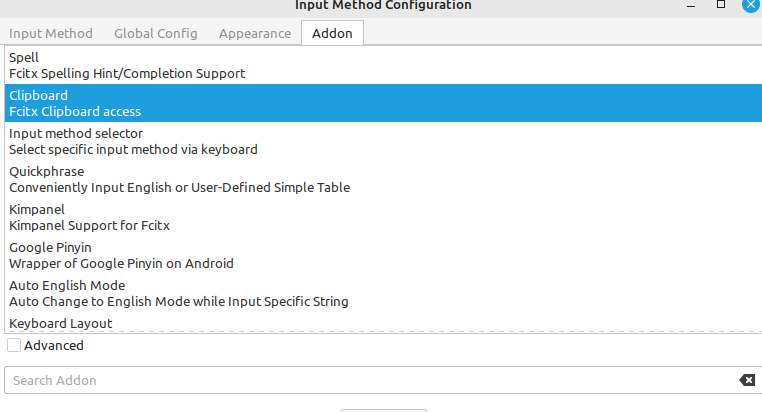 Input Method Configuration
Input Method Global Config Appearance Addon
Spell
Fcitx Spelling Hint/Completion Support
Clipboard
Fcitx Clipboard access
Input method selector
Select specific input method via keyboard
Quickphrase
Conveniently Input English or User-Defined Simple Table
Kimpanel
Kimpanel Support for Fcitx
Google Pinyin
Wrapper of Google Pinyin on Android
Auto English Mode
Auto Change to English Mode while Input Specific String
Keyboard Layout
Advanced
Search Addon